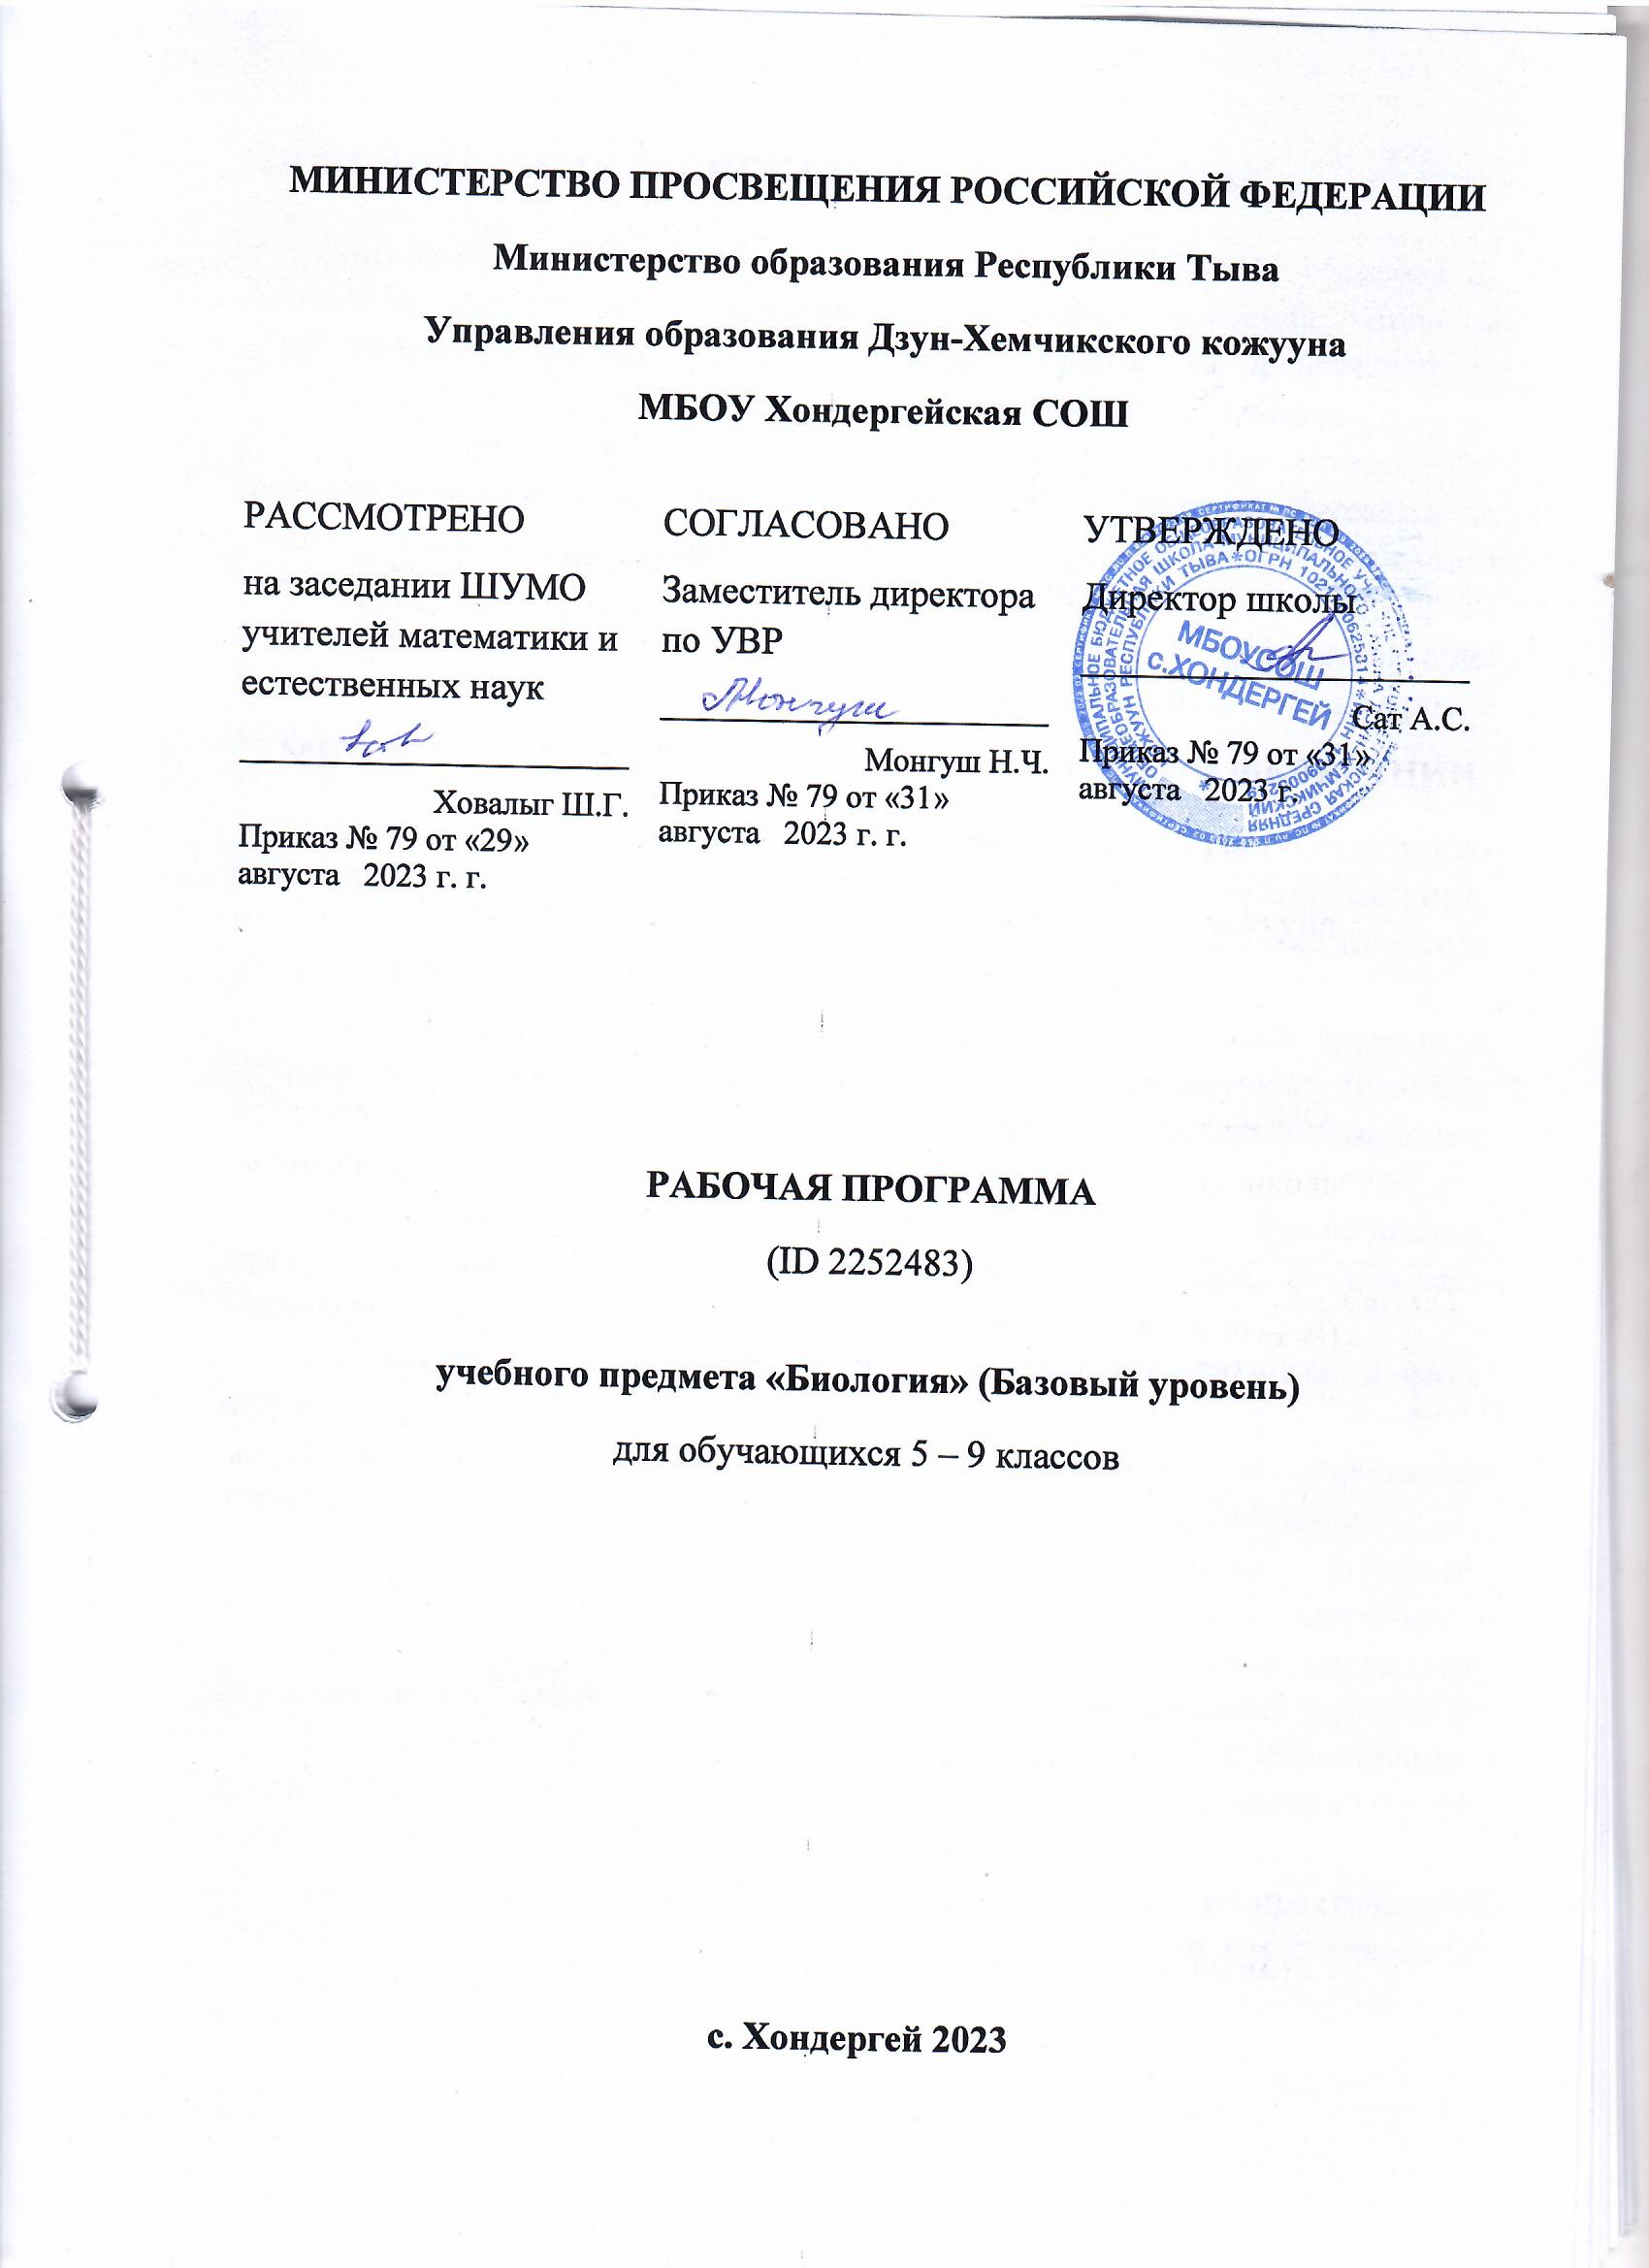 МИНИСТЕРСТВО ПРОСВЕЩЕНИЯ РОССИЙСКОЙ ФЕДЕРАЦИИ
Министерство образования Республики Тыва
Управления образования Дзун-Хемчикского кожууна
МБОУ Хондергейская СОШ
РАССМОТРЕНО
на заседании ШУМО
учителей математики и
естественных наук
Ховалыг Ш.Г.
Приказ № 79 от «29»
августа 2023 г. г.
СОГЛАСОВАНО
Заместитель директора
по УВР
Монгуш
Монгуш Н.Ч.
Приказ № 79 от «31»
августа 2023 г. г.
УТВЕРЖДЕНО
Директор школы
Сат А.С.
Приказ № 79 от «31»
августа 2023 г.
МБОУСОШ
с.ХОНДЕРГЕЙ
РАБОЧАЯ ПРОГРАММА
(ID 2252483)
учебного предмета «Биология» (Базовый уровень)
для обучающихся 5 – 9 классов
с. Хондергей 2023